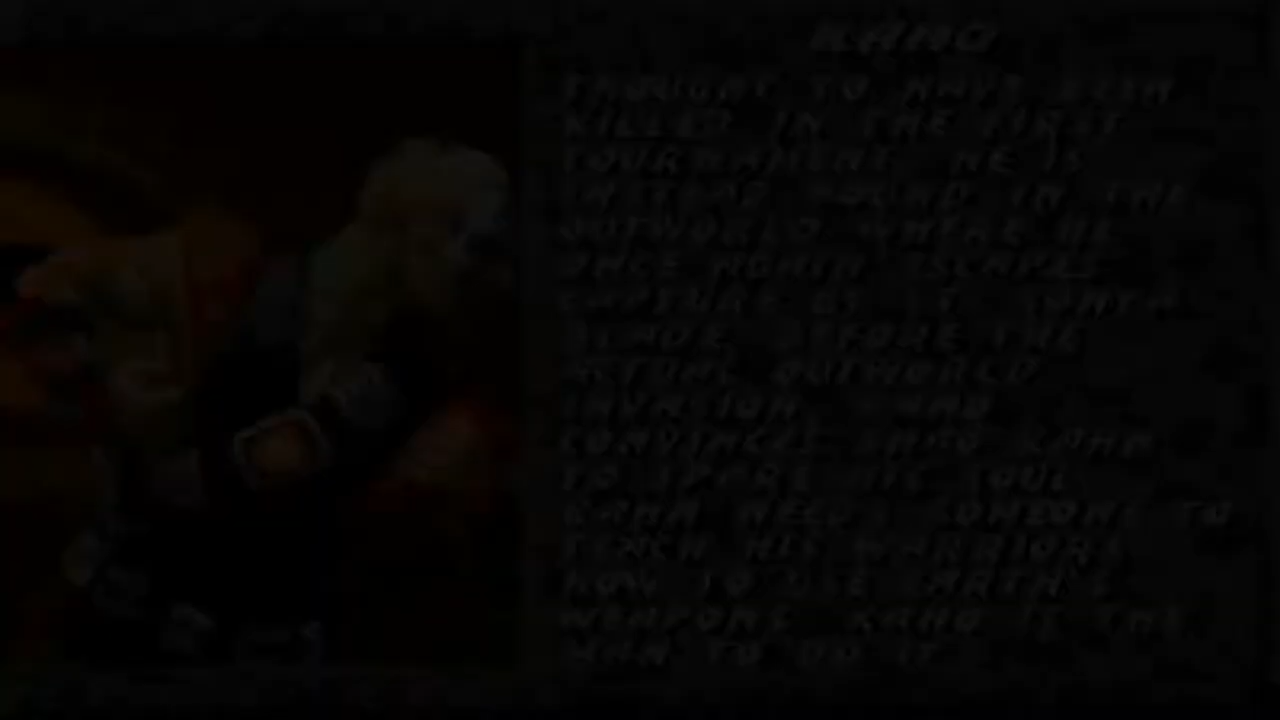 KANO
THOUGHT TO HAVE BEEN
KILLED IN THE FIRST
TOURNAMENT, HE IS
INSTEAD FOUND IN THE
OUTWORLD WHERE HE
ONCE AGAIN ESCAPES
CAPTURE BY
BLADE. BEFORE THE
ACTUAL OUTWORLD
INVASION KANO
CONVINCES SHAO KAHN
TO SPARE HIS SOUL.
KAHN NEEDS SOMEONE TO
TEACH HIS WARRIORS
HOW TO USE EARTH'S
WEAPONS. KANO IS THE
MAN TO DO IT.